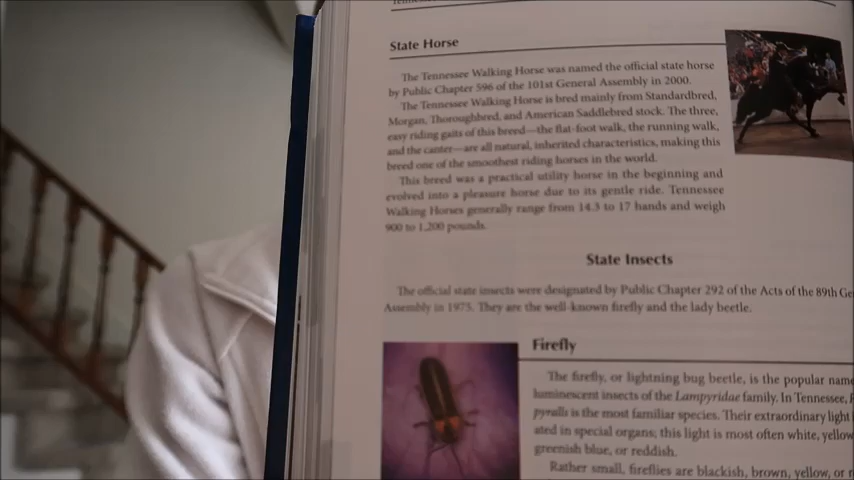 State Horse
The Tennessee Walking Horse was named the official state horse
by Public Chapter 596 of the 101st General Assembly in 2000.
The Tennessee Walking Horse is bred mainly from Standardbred,
Morgan, Thoroughbred, and American Saddlebred stock. The three,
easy riding gaits of this breed—the flat-foot walk, the running walk,
and the canter—are all natural, inherited characteristics, making this
breed one of the smoothest riding horses in the world.
This breed was a practical utility horse in the beginning and
evolved into a pleasure horse due to its gentle ride. Tennessee
Walking Horses generally range from 14.3 to 17 hands and weigh
900 to 1,200 pounds.
State Insects
The official state insects were designated by Public Chapter 292 of the Acts of the 89th Ge
Assembly in 1975. They are the well-known firefly and the lady beetle.
Firefly
The firefly, or lightning bug beetle, is the popular name
luminescent insects of the Lampyridae family. In Tennessee,
pyralis is the most familiar species. Their extraordinary light
ated in special organs; this light is most often white, yellow
greenish blue, or reddish.
Rather small, fireflies are blackish, brown, yellow, or r